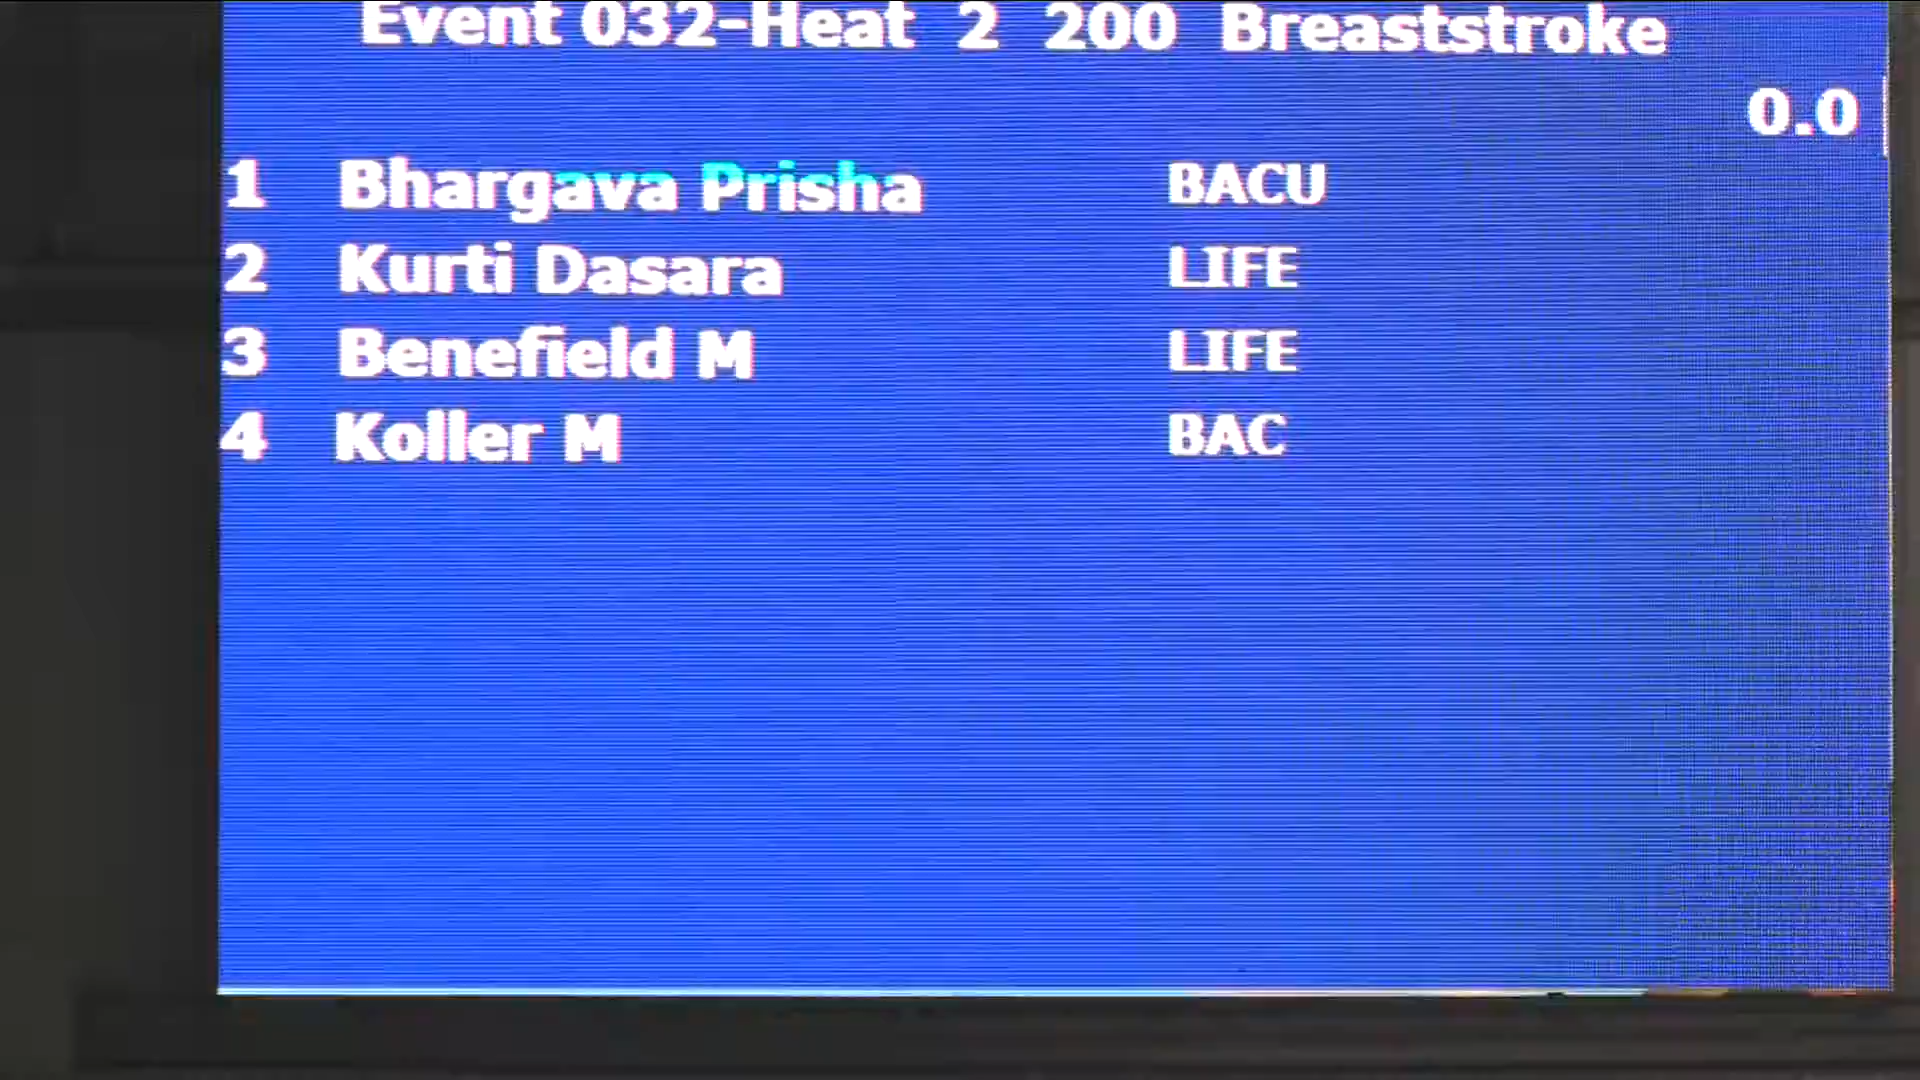 Event 032-Heat 2 200 Breaststroke
0.0
1 Bhargava Prisha BACU
2 Kurti Dasara LIFE
3 Benefield M LIFE
4 Koller M BAC